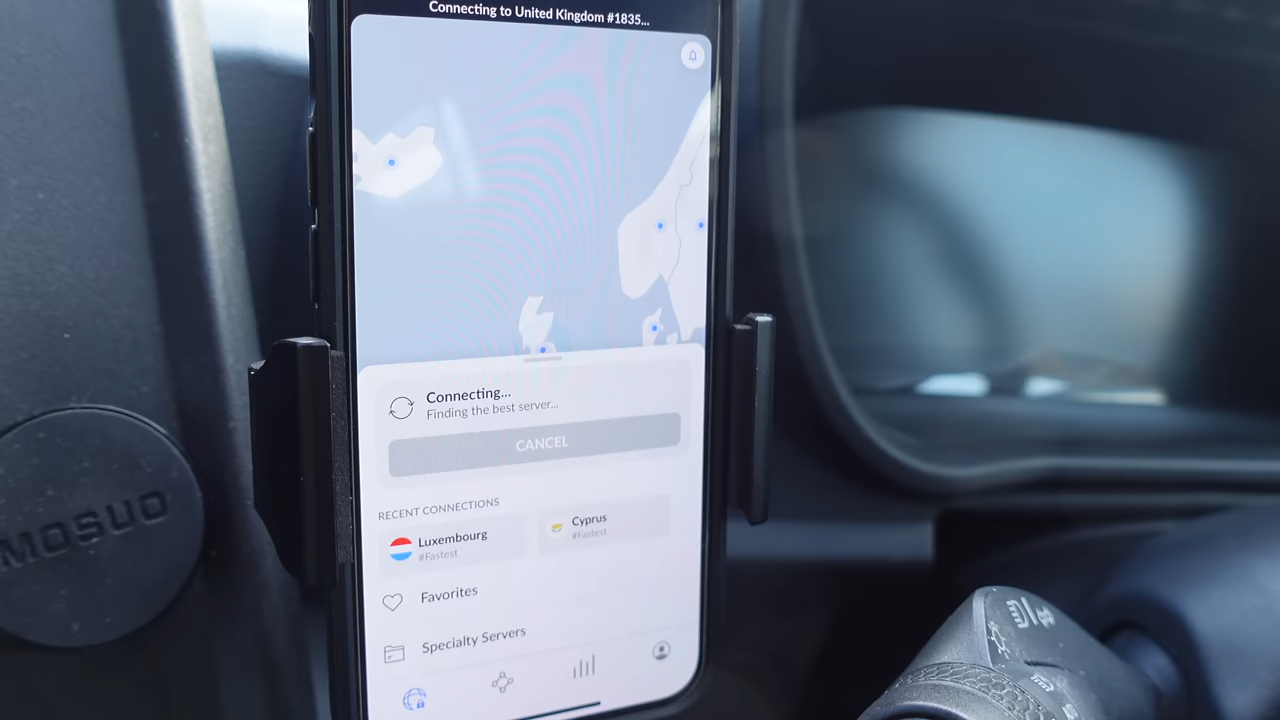 Connecting to United Kingdom #1835...
Connecting...
Finding the best server...
CANCEL
RECENT CONNECTIONS
Luxembourg
#Fastest
Cyprus
#Fastest
Favorites
Specialty Servers
MOSUO